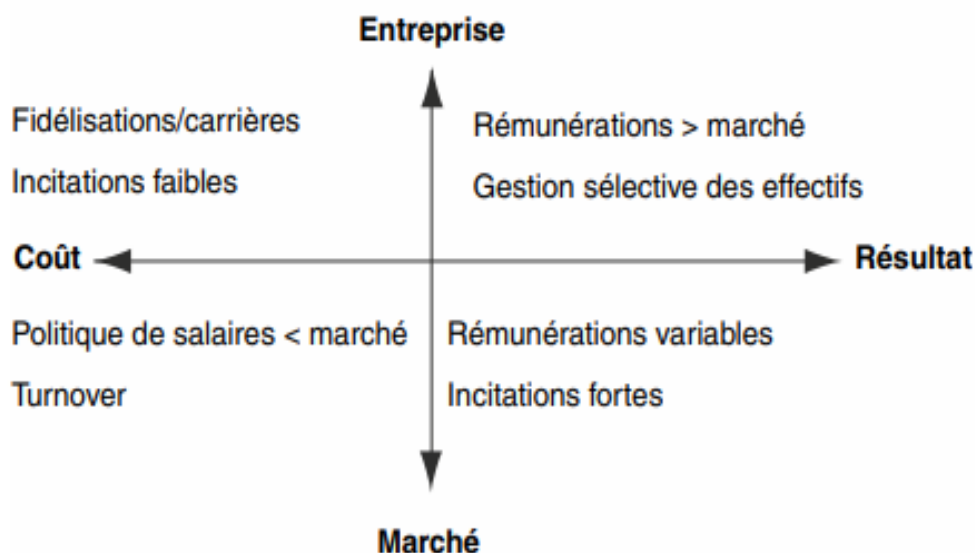 Entreprise
Fidélisations/carrières
Rémunérations > marché
Incitations faibles
Gestion sélective des effectifs
Coût
Résultat
Politique de salaires < marché
Rémunérations variables
Turnover
Incitations fortes
Marché